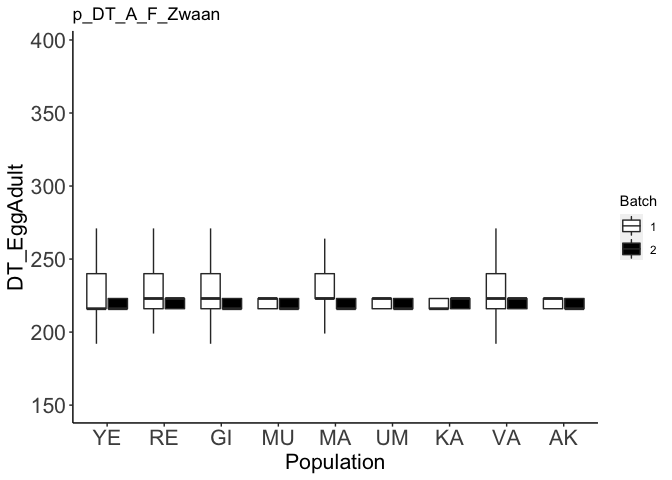 p_DT_A_F_Zwaan
400
350
300
250
200
150
DT_EggAdult
YE RE GI MU MA UM KA VA AK
Population
Batch
1
2